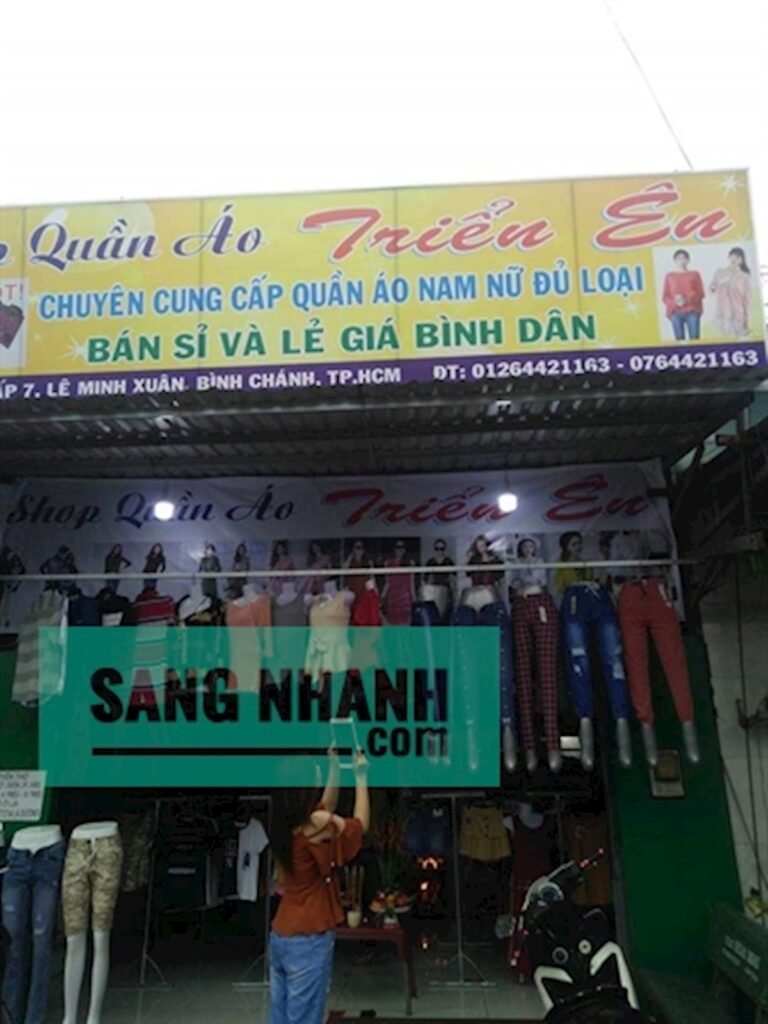 Quần Áo Triển Ên
CHUYÊN CUNG CẤP QUẦN ÁO NAM NỮ ĐỦ LOẠI
BÁN SỈ VÀ LẺ GIÁ BÌNH DÂN
ẤP 7, LÊ MINH XUÂN, BÌNH CHÁNH, TP.HCM ĐT: 01264421163 - 0764421163
Shop Quần Áo Triển Ên
SANG NHANH
.com